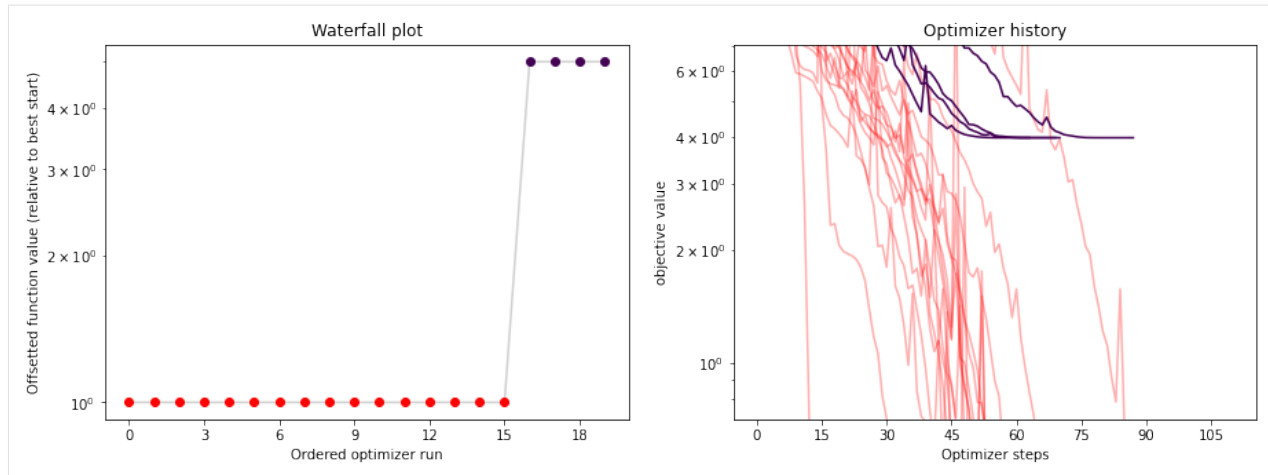 Waterfall plot
Offsetted function value (relative to best start)
4 × 10⁰
3 × 10⁰
2 × 10⁰
10⁰
0 3 6 9 12 15 18
Ordered optimizer run
Optimizer history
objective value
6 × 10⁰
4 × 10⁰
3 × 10⁰
2 × 10⁰
10⁰
0 15 30 45 60 75 90 105
Optimizer steps